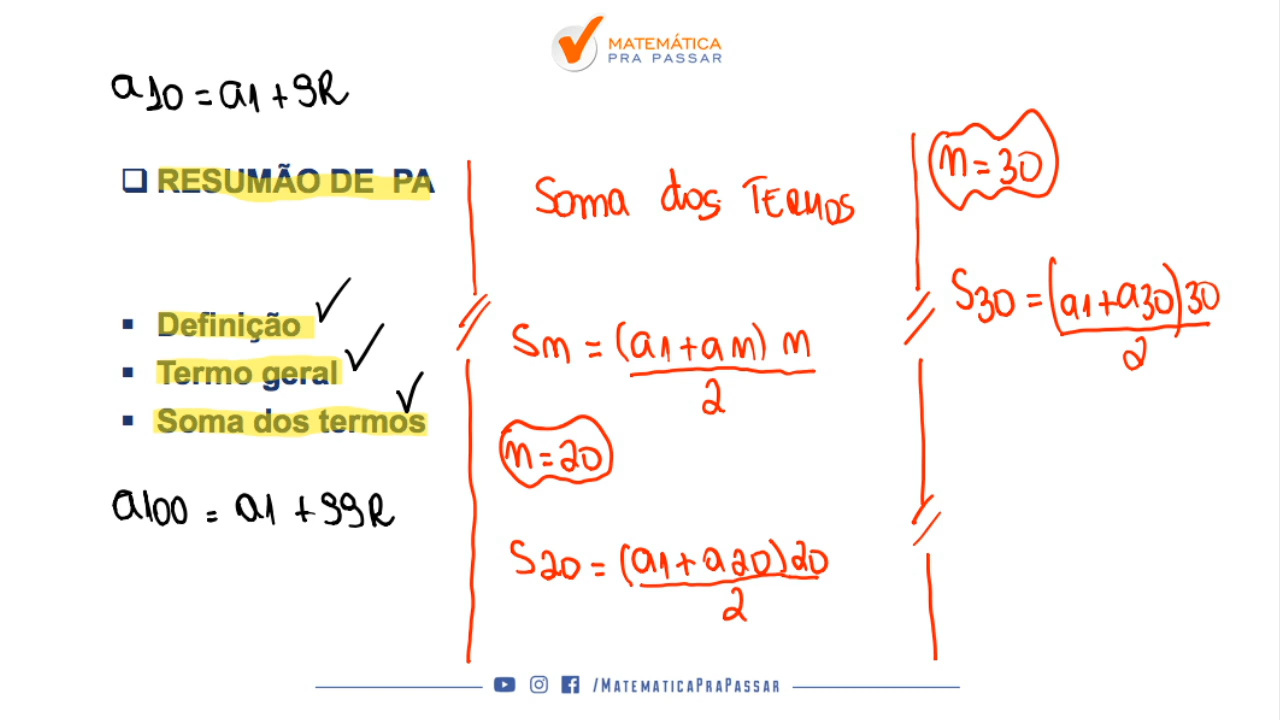 MATEMÁTICA
PRA PASSAR
a10 = a1 + 9R
❑ RESUMÃO DE PA
▪ Definição ✓
▪ Termo geral ✓
▪ Soma dos termos ✓
a100 = a1 + 99R
Soma dos TERMOS
Sn = (a1 + an) n
2
n = 20
S20 = (a1 + a20) 20
2
n = 30
S30 = (a1 + a30) 30
2
/MATEMATICAPRAPASSAR